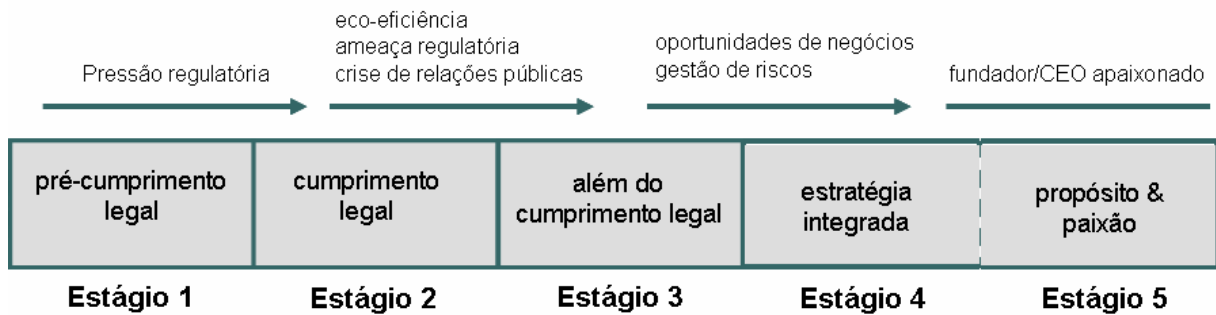 Pressão regulatória
eco-eficiência
ameaça regulatória
crise de relações públicas
oportunidades de negócios
gestão de riscos
fundador/CEO apaixonado
pré-cumprimento
legal
cumprimento
legal
além do
cumprimento legal
estratégia
integrada
propósito &
paixão
Estágio 1
Estágio 2
Estágio 3
Estágio 4
Estágio 5